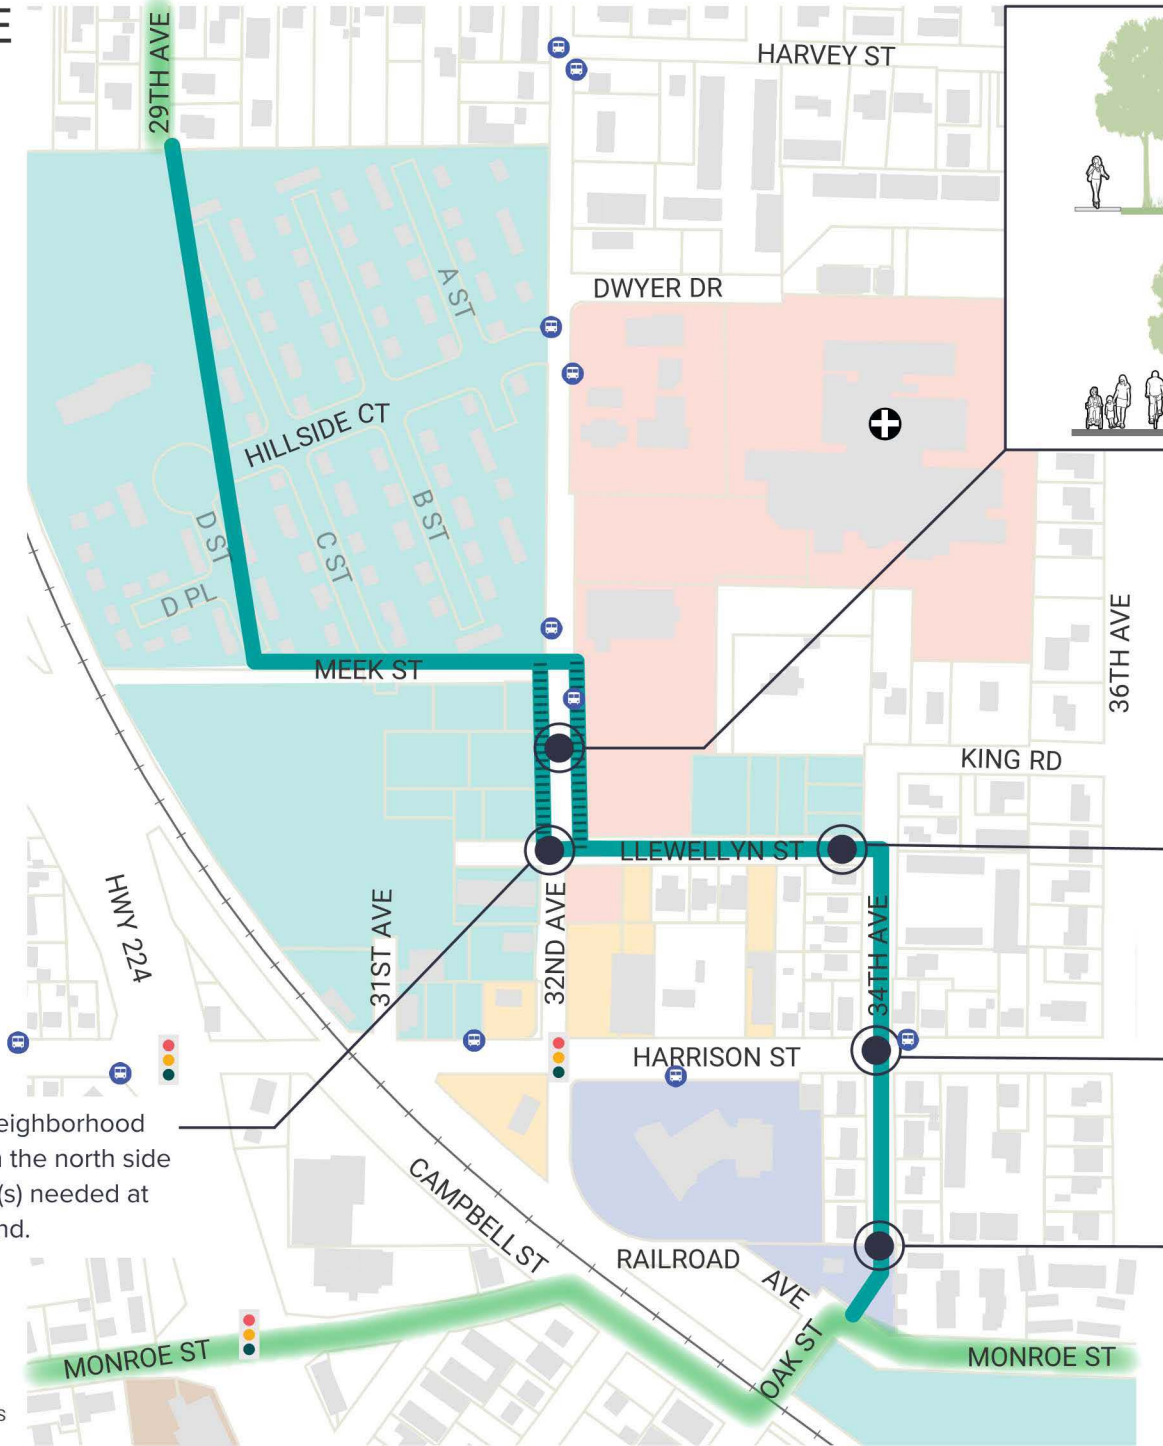 E
29TH AVE
HARVEY ST
DWYER DR
A ST
HILLSIDE CT
B ST
D ST
C ST
D PL
MEEK ST
36TH AVE
KING RD
LLEWELLYN ST
HWY 224
31ST AVE
32ND AVE
34TH AVE
HARRISON ST
eighborhood
the north side
(s) needed at
nd.
CAMPBELL ST
RAILROAD AVE
OAK ST
MONROE ST
MONROE ST
s